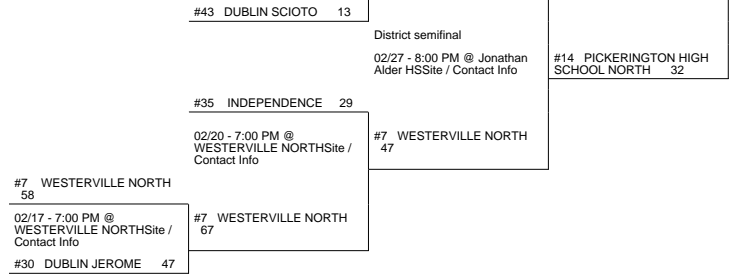 #43 DUBLIN SCIOTO 13
District semifinal
02/27 - 8:00 PM @ Jonathan
Alder HSSite / Contact Info
#14 PICKERINGTON HIGH
SCHOOL NORTH 32
#35 INDEPENDENCE 29
02/20 - 7:00 PM @
WESTERVILLE NORTHSite /
Contact Info
#7 WESTERVILLE NORTH
47
#7 WESTERVILLE NORTH
58
02/17 - 7:00 PM @
WESTERVILLE NORTHSite /
Contact Info
#7 WESTERVILLE NORTH
67
#30 DUBLIN JEROME 47